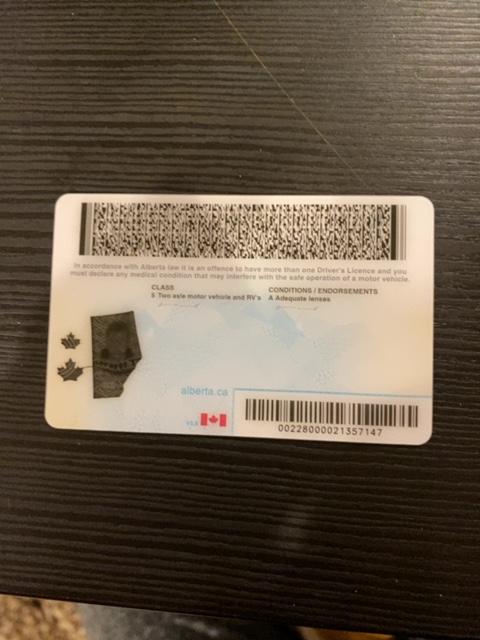 In accordance with Alberta law it is an offence to have more than one Driver's Licence and you
must declare any medical condition that may interfere with the safe operation of a motor vehicle.
CLASS
5 Two axle motor vehicle and RV's
CONDITIONS / ENDORSEMENTS
A Adequate lenses
alberta.ca
00228000021357147